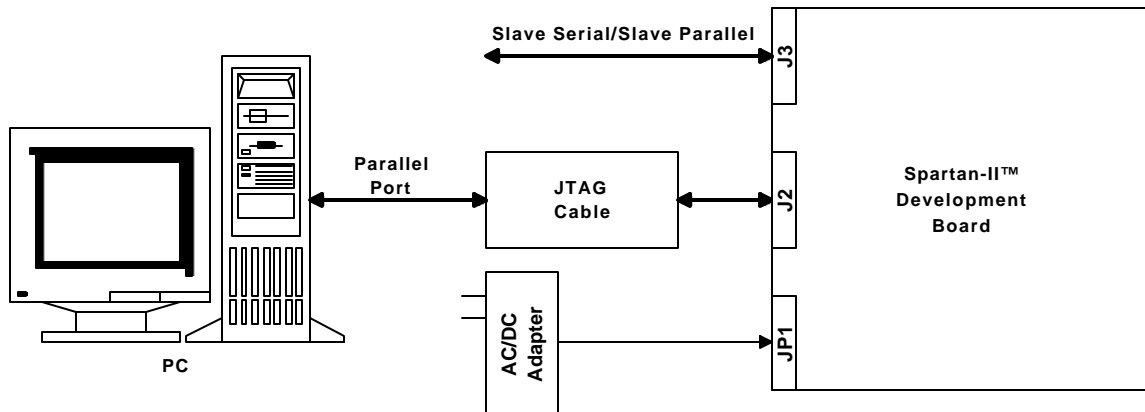 Slave Serial/Slave Parallel
J3
Parallel
Port
JTAG
Cable
J2
Spartan-II™
Development
Board
AC/DC
Adapter
JP1
PC